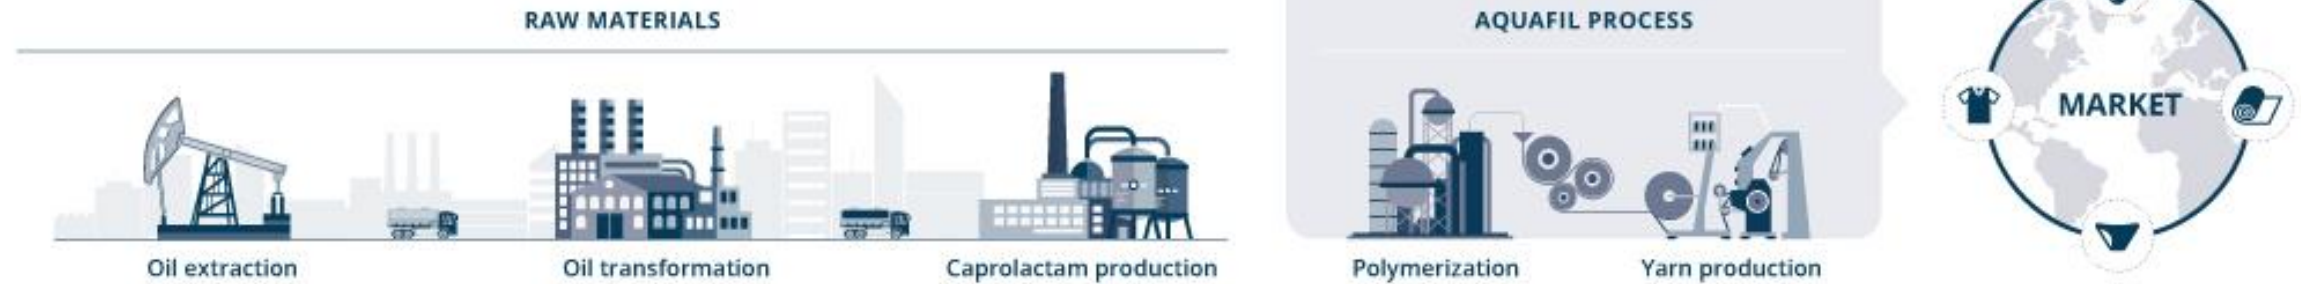 RAW MATERIALS
Oil extraction
Oil transformation
Caprolactam production
AQUAFIL PROCESS
Polymerization
Yarn production
MARKET